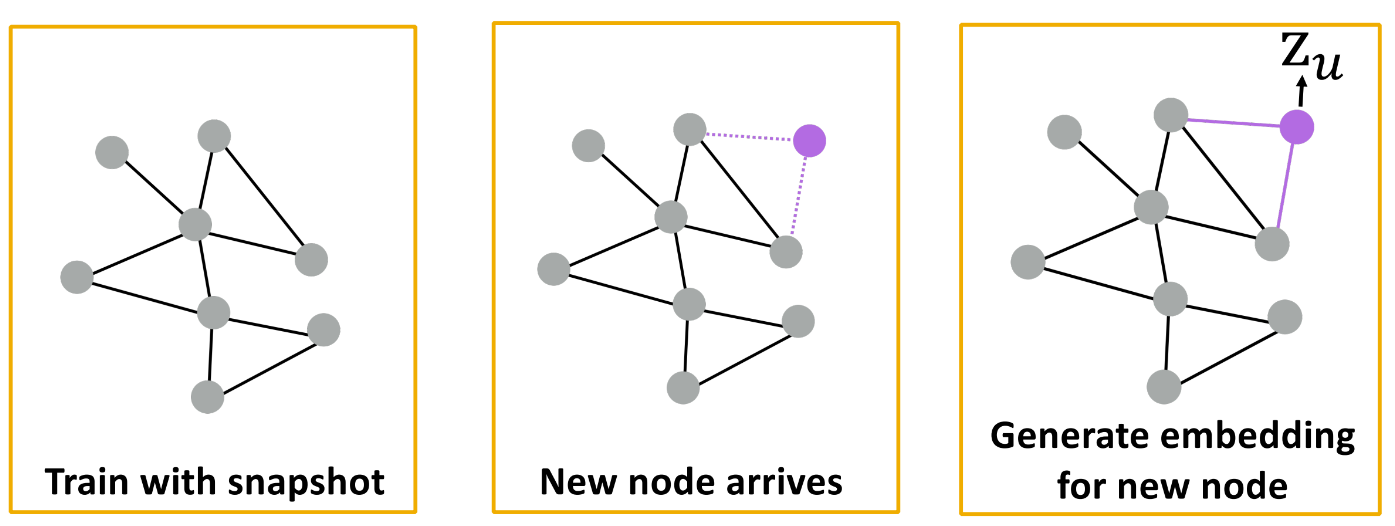 Train with snapshot
New node arrives
z_u
Generate embedding
for new node